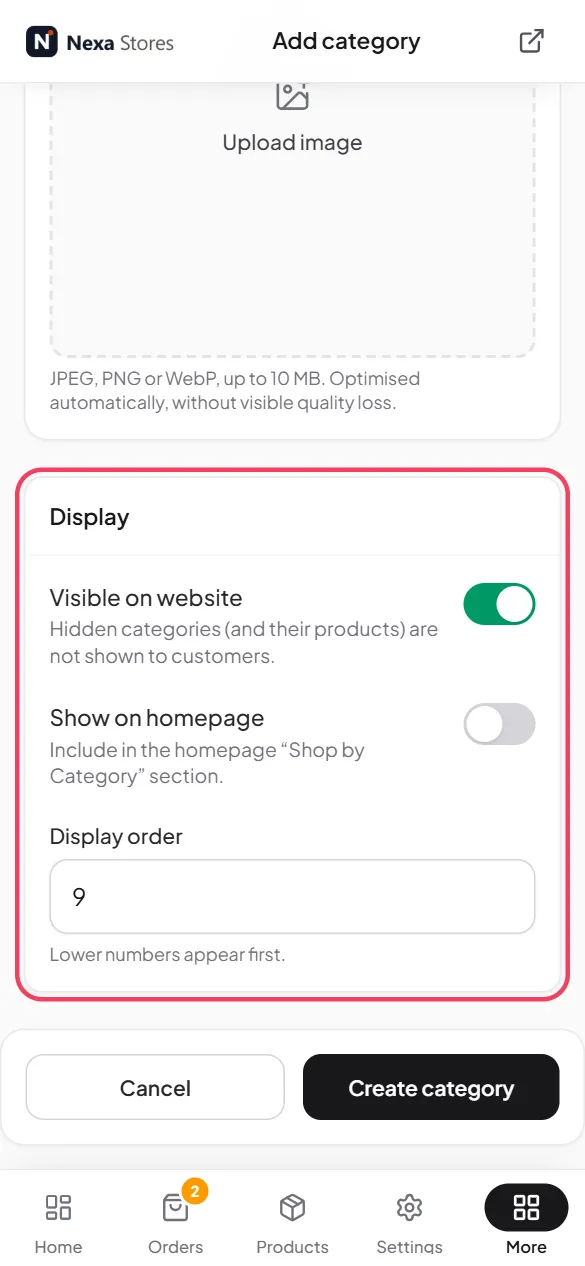 N Nexa Stores
Add category
Upload image
JPEG, PNG or WebP, up to 10 MB. Optimised
automatically, without visible quality loss.
Display
Visible on website
Hidden categories (and their products) are
not shown to customers.
Show on homepage
Include in the homepage “Shop by
Category” section.
Display order
9
Lower numbers appear first.
Cancel
Create category
2
Home
Orders
Products
Settings
More